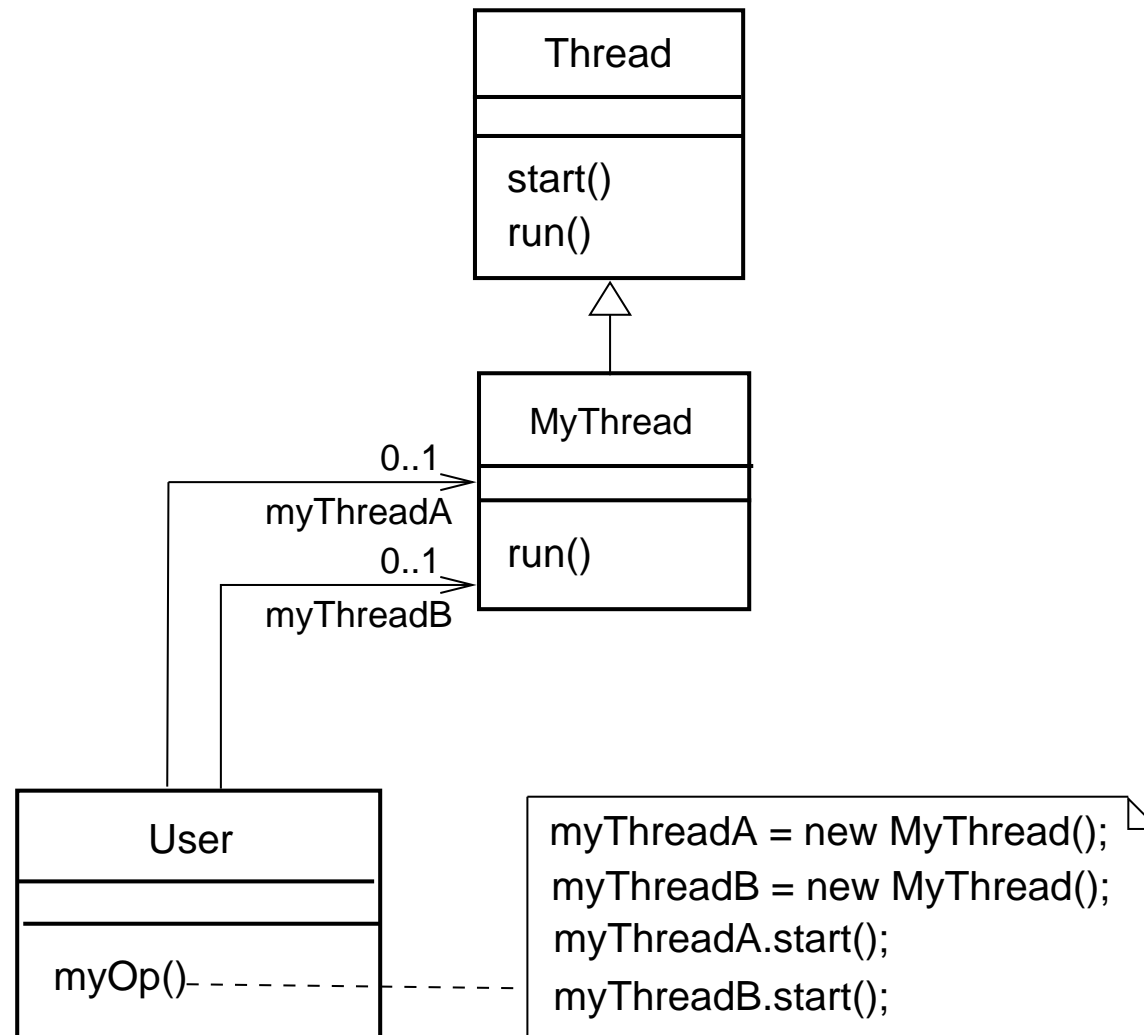 Thread
start()
run()
MyThread
0..1
myThreadA
run()
0..1
myThreadB
User
myOp()
myThreadA = new MyThread();
myThreadB = new MyThread();
myThreadA.start();
myThreadB.start();